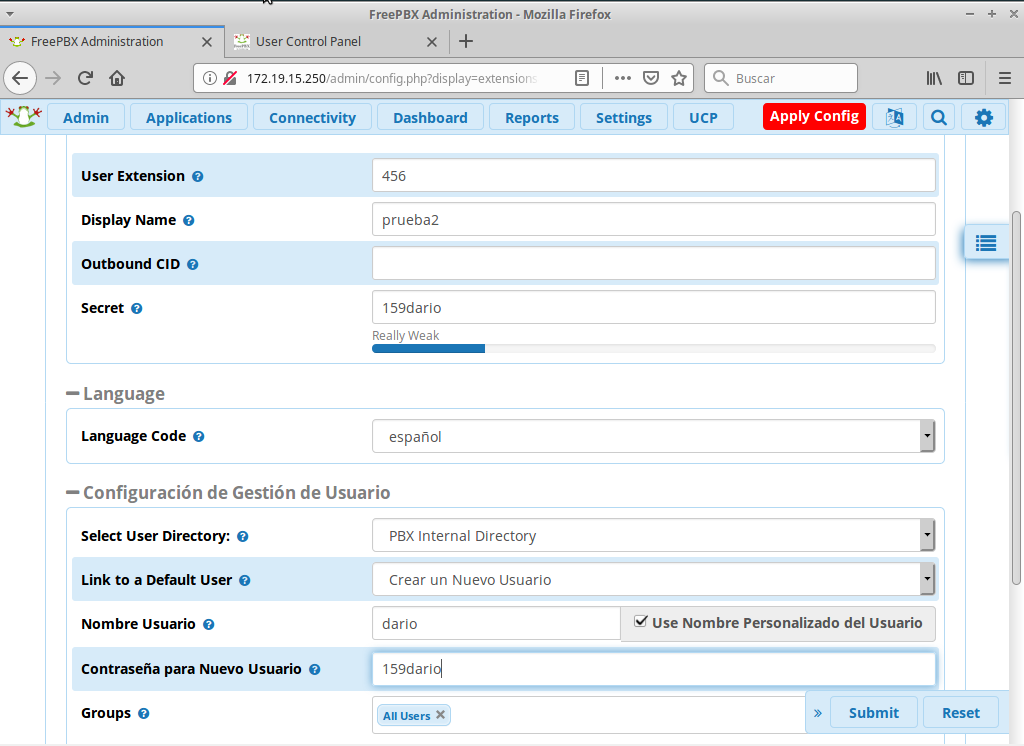 FreePBX Administration - Mozilla Firefox
FreePBX Administration
User Control Panel
172.19.15.250/admin/config.php?display=extensions
Buscar
Admin
Applications
Connectivity
Dashboard
Reports
Settings
UCP
Apply Config
User Extension
456
Display Name
prueba2
Outbound CID
Secret
159dario
Really Weak
Language
Language Code
español
Configuración de Gestión de Usuario
Select User Directory:
PBX Internal Directory
Link to a Default User
Crear un Nuevo Usuario
Nombre Usuario
dario
Use Nombre Personalizado del Usuario
Contraseña para Nuevo Usuario
159dario
Groups
All Users
» Submit
Reset